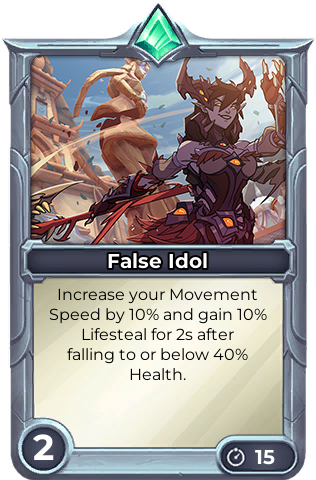 False Idol
Increase your Movement
Speed by 10% and gain 10%
Lifesteal for 2s after
falling to or below 40%
Health.
2
15